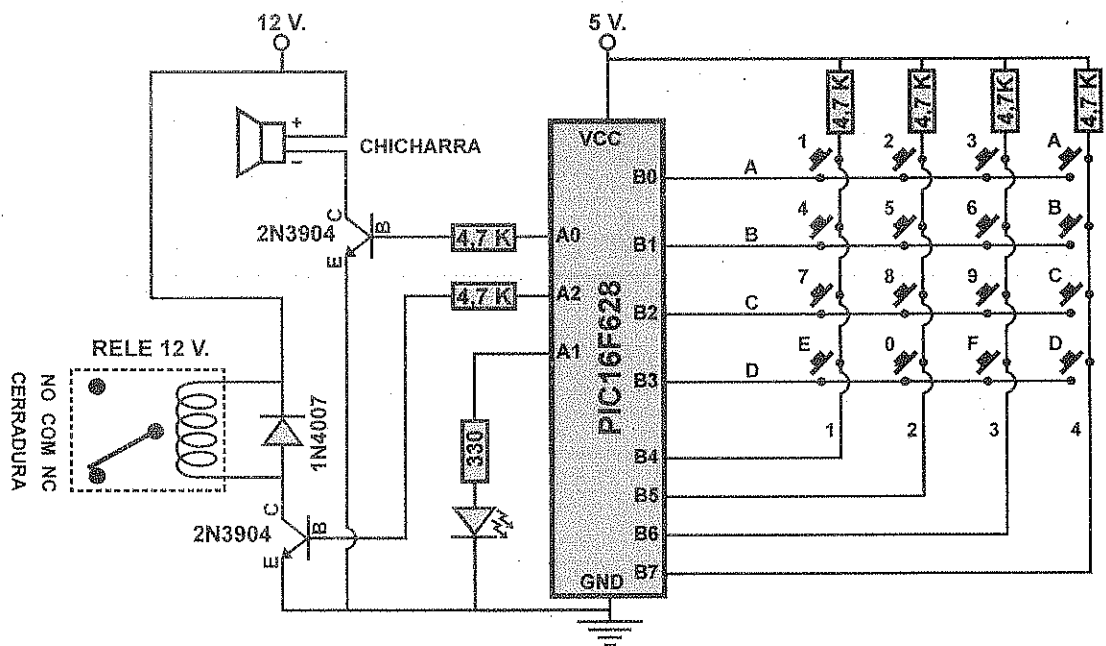 12 V.
5 V.
4,7 K
4,7 K
4,7K
4,7 K
+
CHICHARRA
-
VCC
1
2
3
A
B0
A
C
B
2N3904
E
4,7 K
A0
4
5
6
B
B1
B
4,7 K
A2
7
8
9
C
B2
C
A1
PIC16F628
E
0
F
D
B3
D
RELE 12 V.
NO COM NC
CERRADURA
1N4007
330
1
2
3
4
B4
B5
B6
B7
C
B
2N3904
E
GND